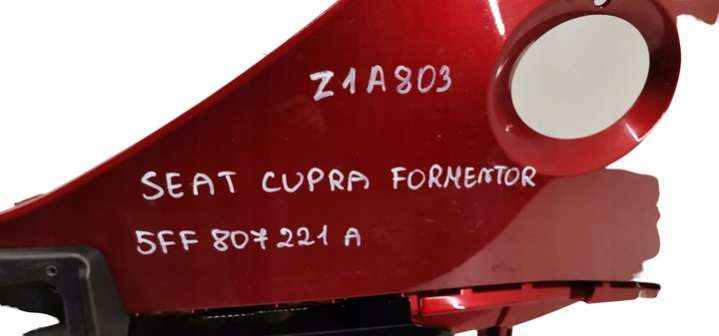 Z1A803
SEAT CUPRA FORMENTOR
5FF 807 221 A